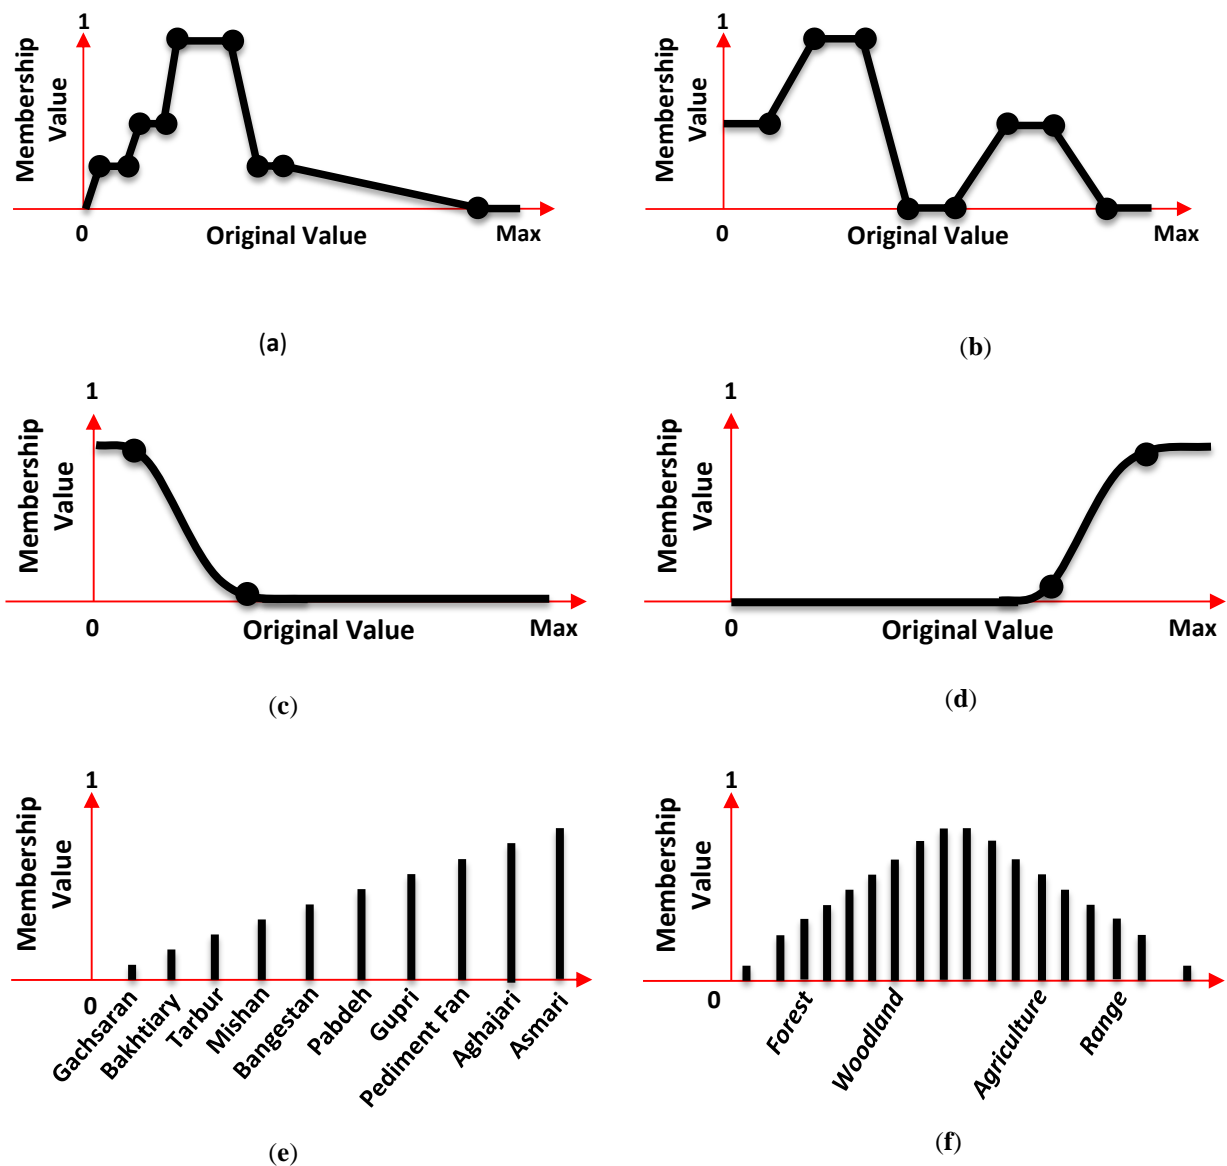 1
Membership
Value
0
Original Value
Max
(a)
1
Membership
Value
0
Original Value
Max
(b)
1
Membership
Value
0
Original Value
Max
(c)
1
Membership
Value
0
Original Value
Max
(d)
1
Membership
Value
0
Gachsaran
Bakhtiary
Tarbur
Mishan
Bangestan
Pabdeh
Gupri
Pediment Fan
Aghajari
Asmari
(e)
1
Membership
Value
0
Forest
Woodland
Agriculture
Range
(f)